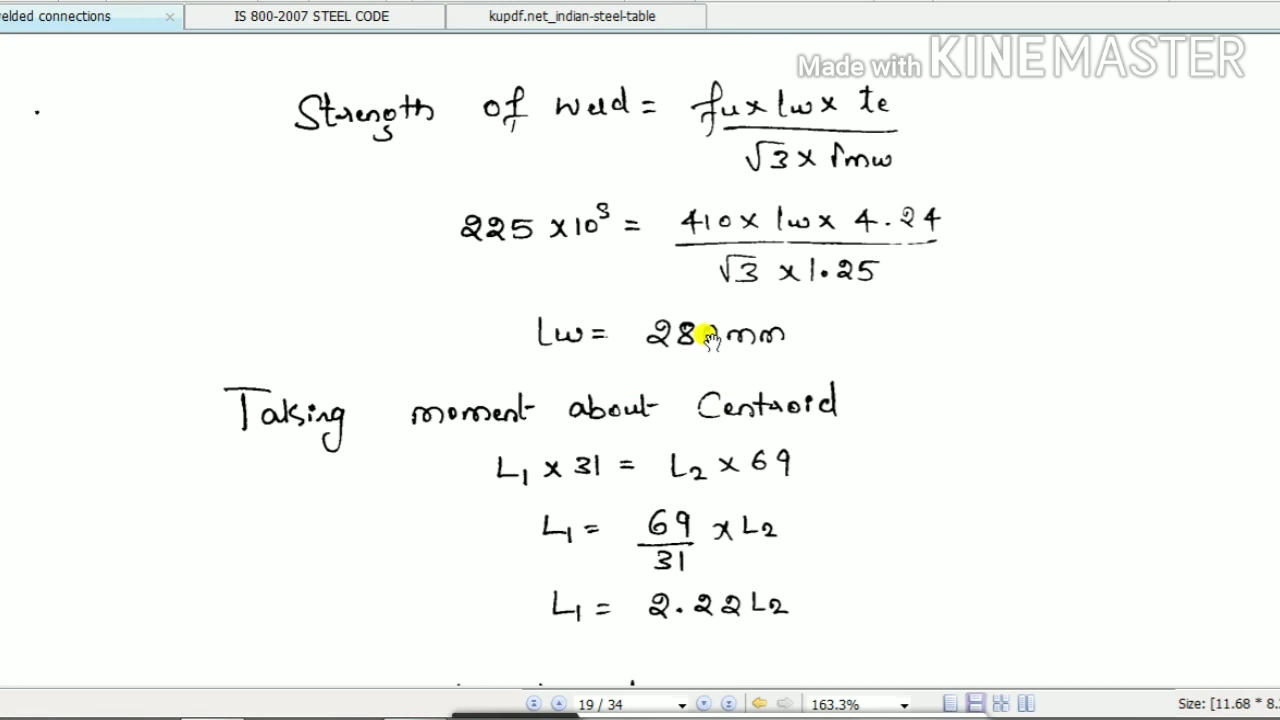 elded connections × IS 800-2007 STEEL CODE kupdf.net_indian-steel-table
Made with KINEMASTER
Strength of weld = fu x lw x te / √3 x γmw
225 x 10³ = 410 x lw x 4.24 / √3 x 1.25
lw = mm
Taking moment about Centroid
L₁ x 31 = L₂ x 69
L₁ = 69/31 x L₂
L₁ = 2.22 L₂
19 / 34 163.3% Size: [11.68 * 8.